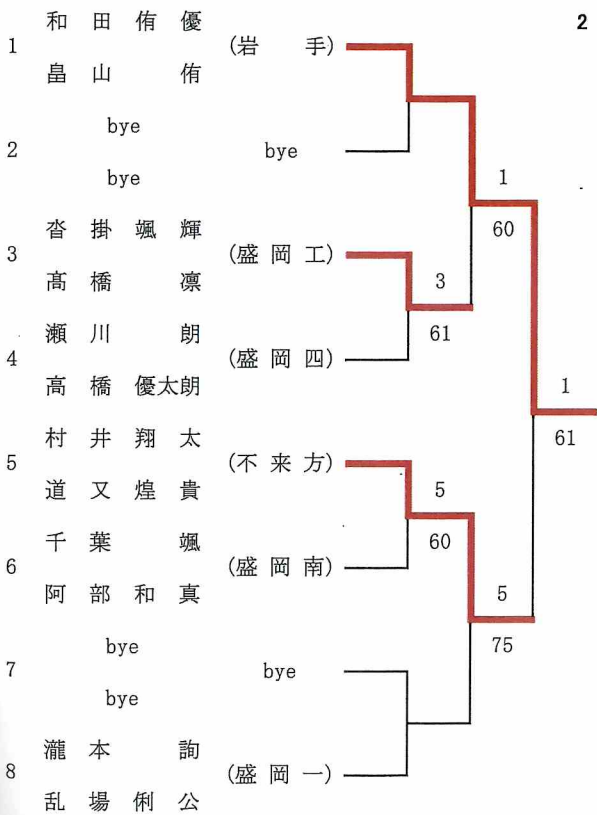 2
和田侑優
1 (岩手)
畠山侑
bye
2 bye
bye
1
60
沓掛颯輝
3 (盛岡工)
髙橋凛
3
61
瀬川朗
4 (盛岡四)
高橋優太朗
1
61
村井翔太
5 (不来方)
道又煌貴
5
60
千葉颯
6 (盛岡南)
阿部和真
5
75
bye
7 bye
bye
瀧本詢
8 (盛岡一)
乱場俐公